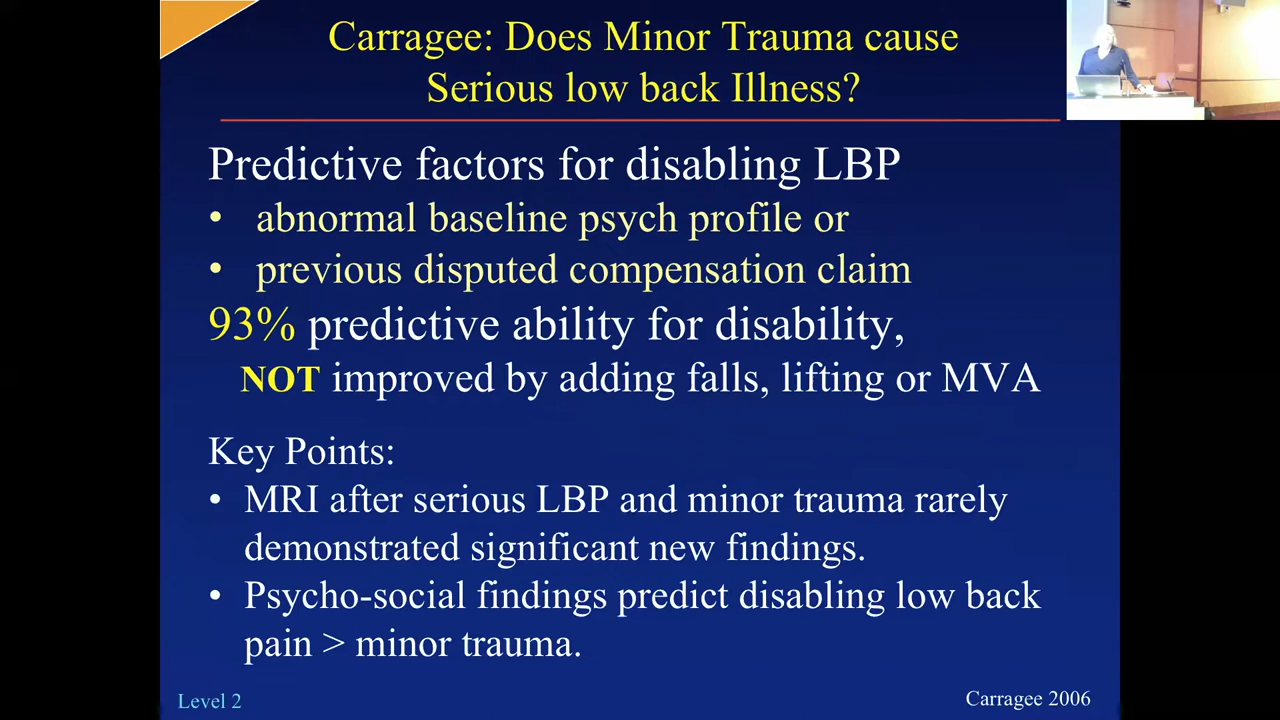 Carragee: Does Minor Trauma cause
Serious low back Illness?
Predictive factors for disabling LBP
• abnormal baseline psych profile or
• previous disputed compensation claim
93% predictive ability for disability,
NOT improved by adding falls, lifting or MVA
Key Points:
• MRI after serious LBP and minor trauma rarely
demonstrated significant new findings.
• Psycho-social findings predict disabling low back
pain > minor trauma.
Level 2
Carragee 2006